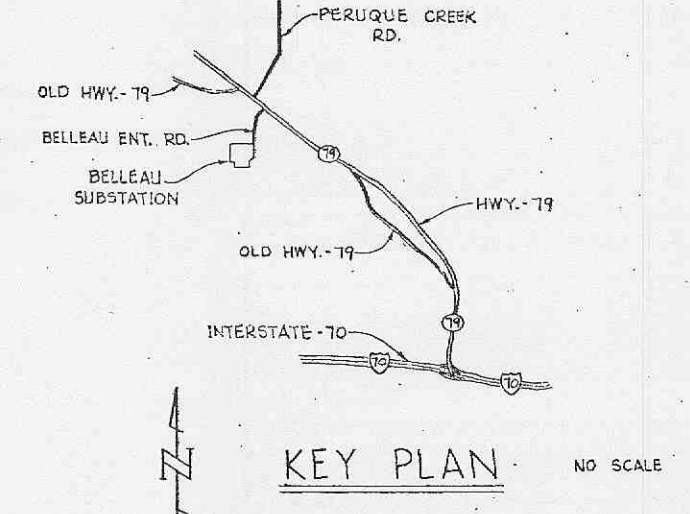 PERUQUE CREEK
RD.
OLD HWY.-79
BELLEAU ENT. RD.
79
BELLEAU
SUBSTATION
HWY.-79
OLD HWY.-79
79
INTERSTATE-70
70
70
N
KEY PLAN
NO SCALE